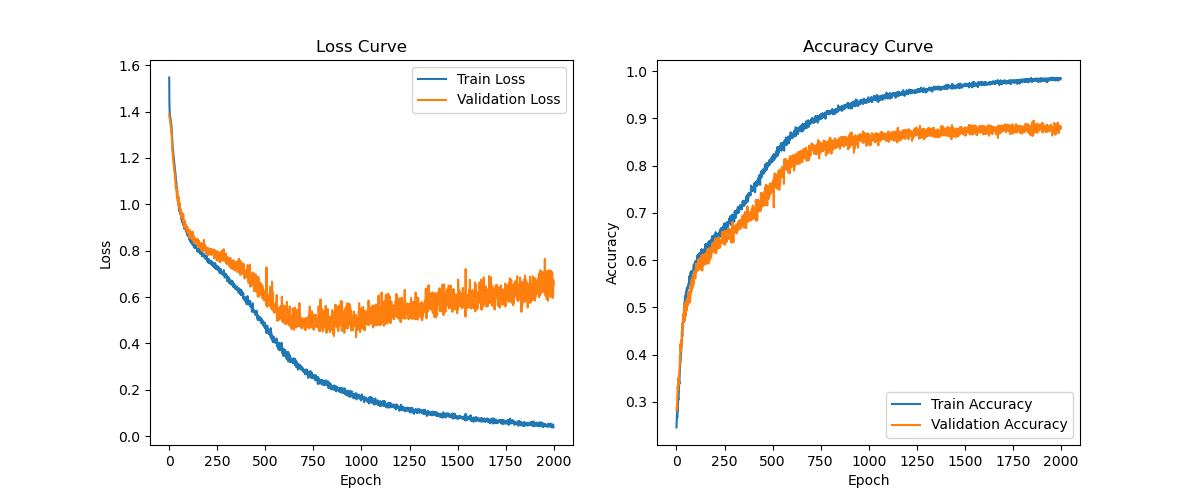 Loss Curve
1.6
1.4
1.2
1.0
0.8
0.6
0.4
0.2
0.0
Loss
Train Loss
Validation Loss
0 250 500 750 1000 1250 1500 1750 2000
Epoch
Accuracy Curve
1.0
0.9
0.8
0.7
0.6
0.5
0.4
0.3
Accuracy
Train Accuracy
Validation Accuracy
0 250 500 750 1000 1250 1500 1750 2000
Epoch